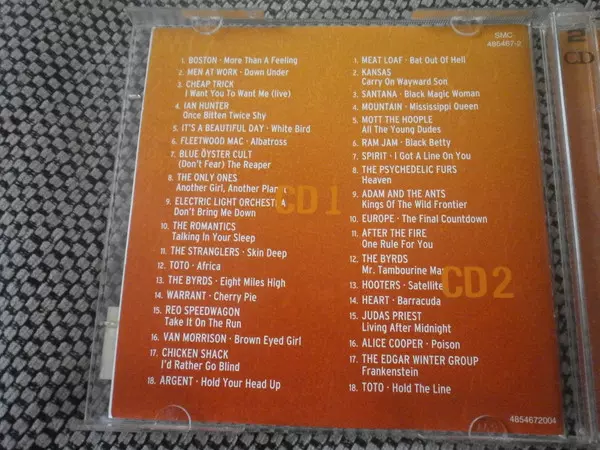 SMC
485467-2
2
CD
1. BOSTON · More Than A Feeling
2. MEN AT WORK · Down Under
3. CHEAP TRICK
I Want You To Want Me (live)
4. IAN HUNTER
Once Bitten Twice Shy
5. IT'S A BEAUTIFUL DAY · White Bird
6. FLEETWOOD MAC · Albatross
7. BLUE ÖYSTER CULT
(Don't Fear) The Reaper
8. THE ONLY ONES
Another Girl, Another Planet
9. ELECTRIC LIGHT ORCHESTRA
Don't Bring Me Down
10. THE ROMANTICS
Talking In Your Sleep
11. THE STRANGLERS · Skin Deep
12. TOTO · Africa
13. THE BYRDS · Eight Miles High
14. WARRANT · Cherry Pie
15. REO SPEEDWAGON
Take It On The Run
16. VAN MORRISON · Brown Eyed Girl
17. CHICKEN SHACK
I'd Rather Go Blind
18. ARGENT · Hold Your Head Up
CD 1
1. MEAT LOAF · Bat Out Of Hell
2. KANSAS
Carry On Wayward Son
3. SANTANA · Black Magic Woman
4. MOUNTAIN · Mississippi Queen
5. MOTT THE HOOPLE
All The Young Dudes
6. RAM JAM · Black Betty
7. SPIRIT · I Got A Line On You
8. THE PSYCHEDELIC FURS
Heaven
9. ADAM AND THE ANTS
Kings Of The Wild Frontier
10. EUROPE · The Final Countdown
11. AFTER THE FIRE
One Rule For You
12. THE BYRDS
Mr. Tambourine Man
13. HOOTERS · Satellite
14. HEART · Barracuda
15. JUDAS PRIEST
Living After Midnight
16. ALICE COOPER · Poison
17. THE EDGAR WINTER GROUP
Frankenstein
18. TOTO · Hold The Line
CD 2
4854672004